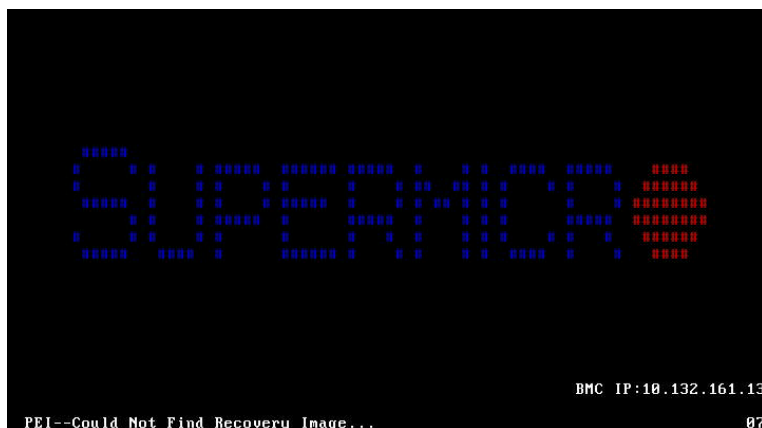 SUPERMICRO
BMC IP:10.132.161.13
PEI--Could Not Find Recovery Image...
07